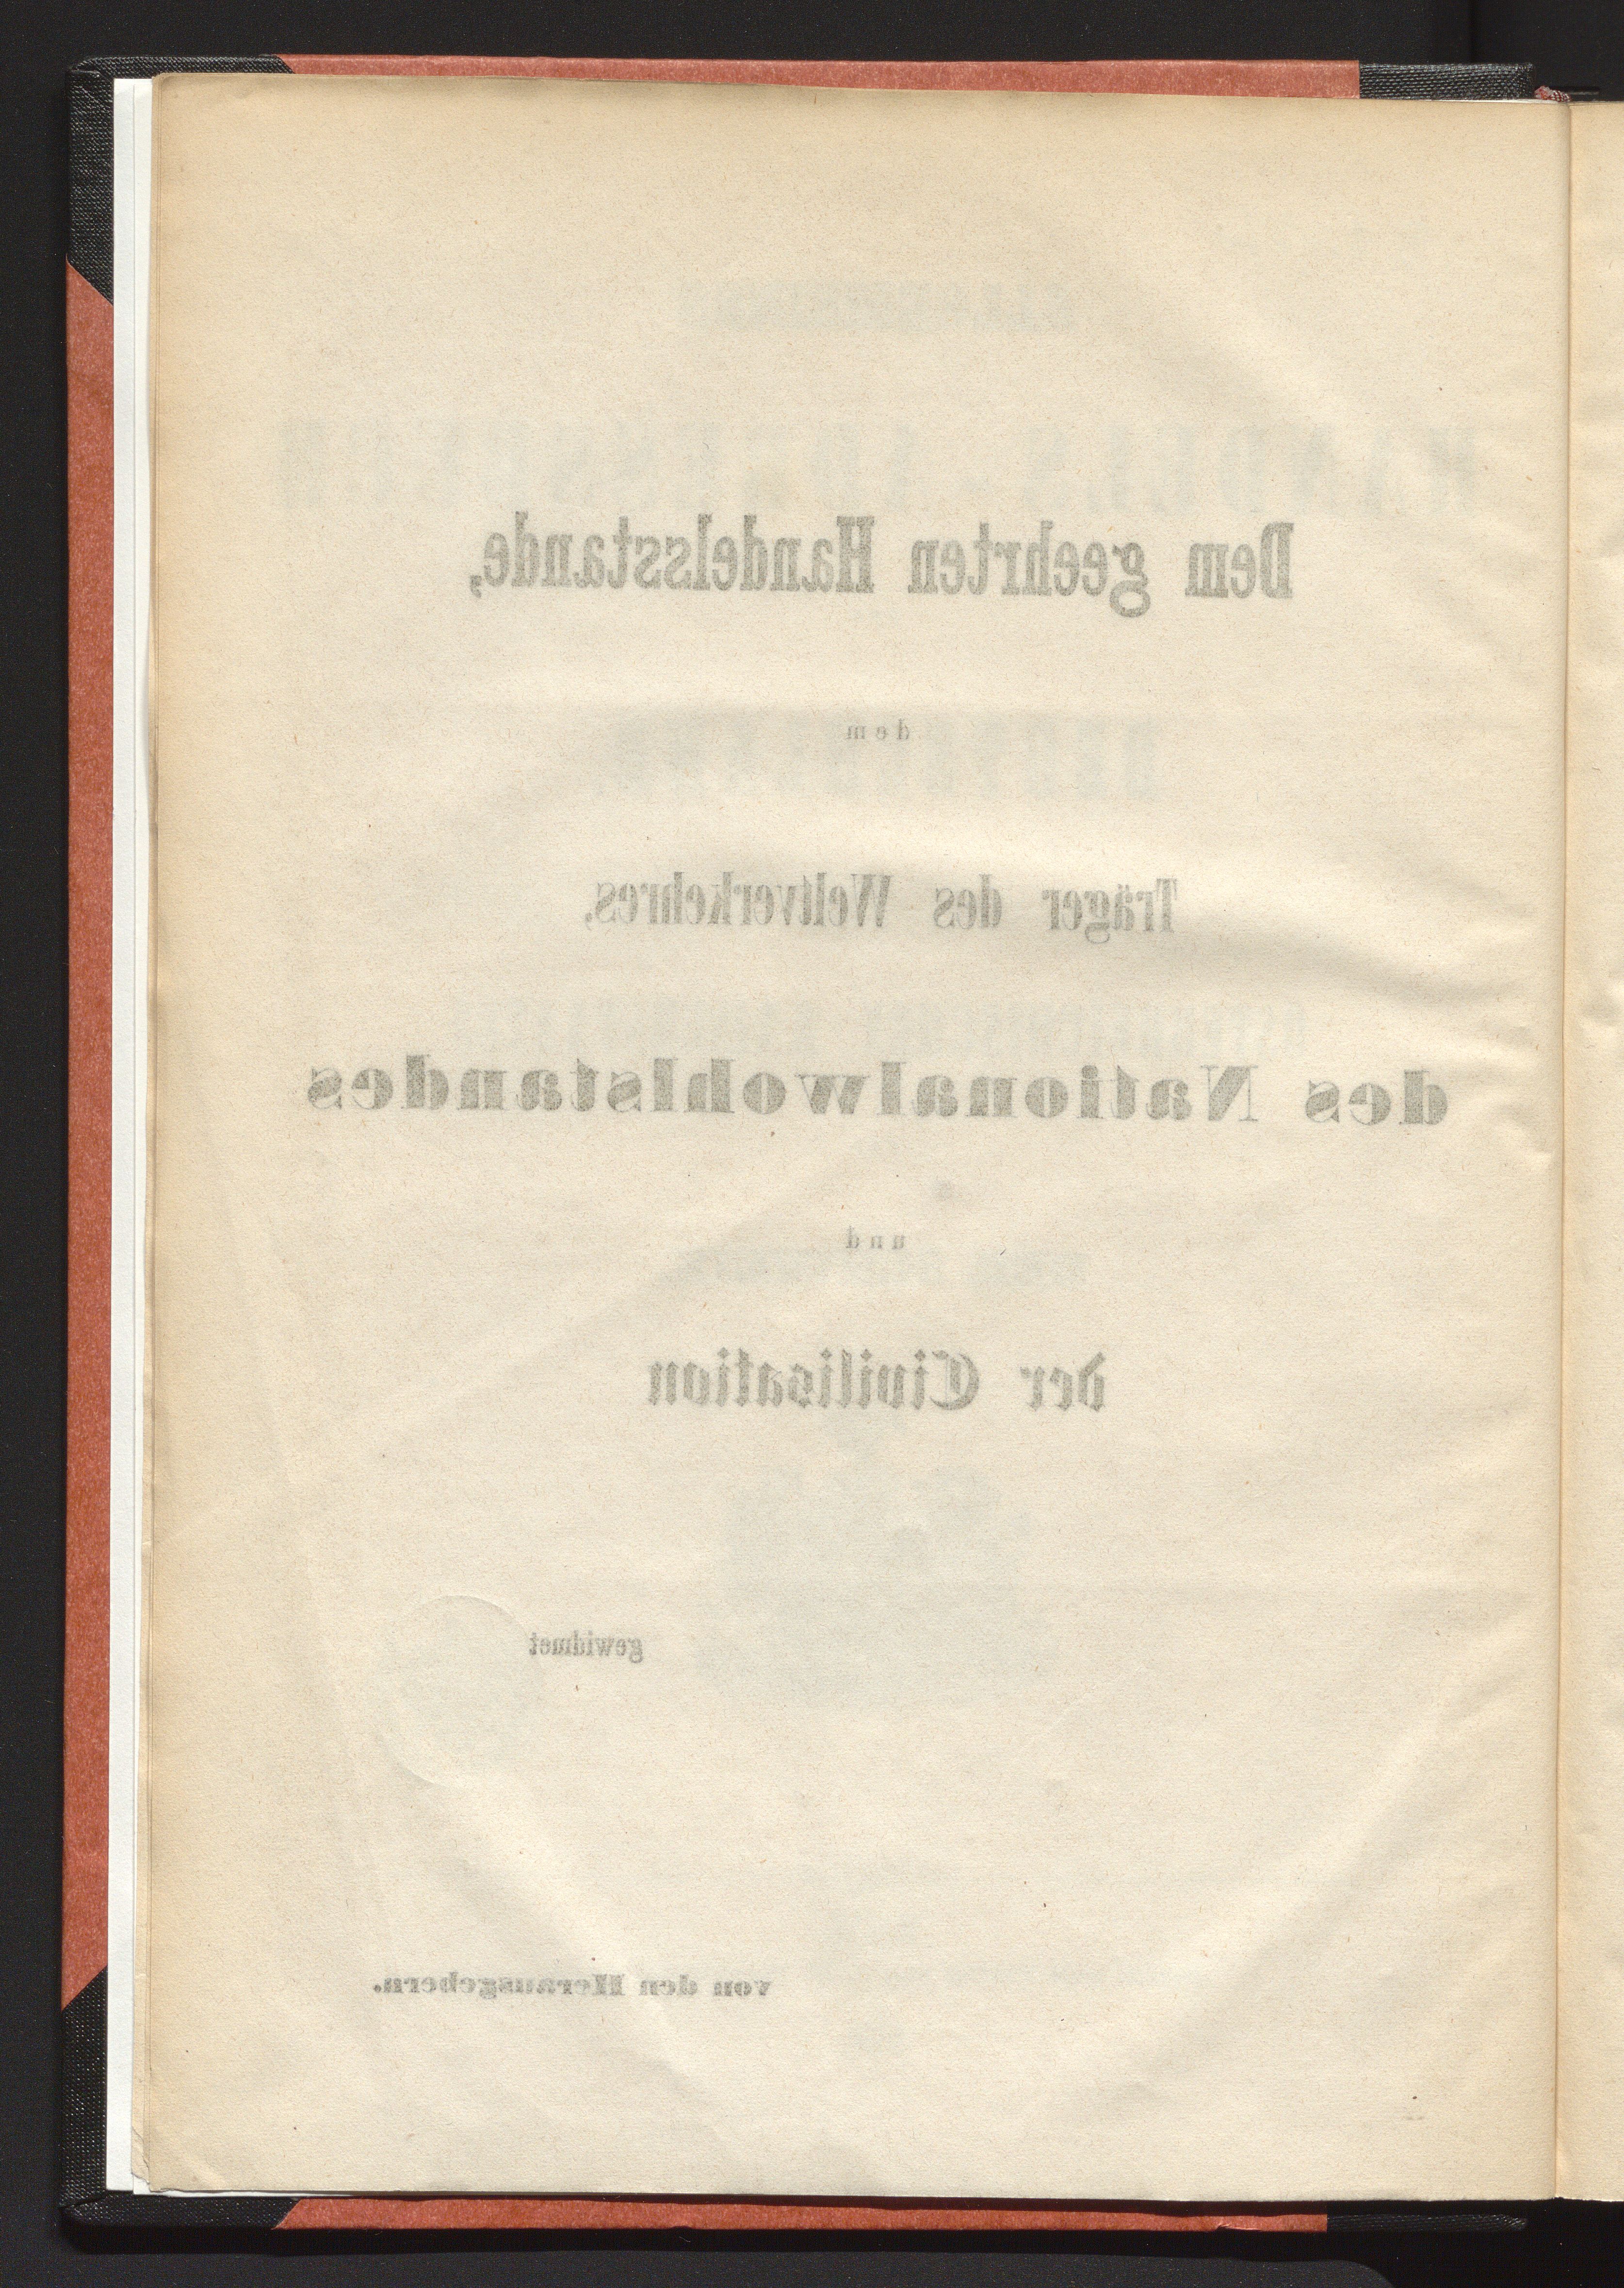 Dem geehrten Handelsstande,
dem
Träger des Weltverkehres,
des Nationalwohlstandes
und
der Civilisation
gewidmet
von den Herausgebern.